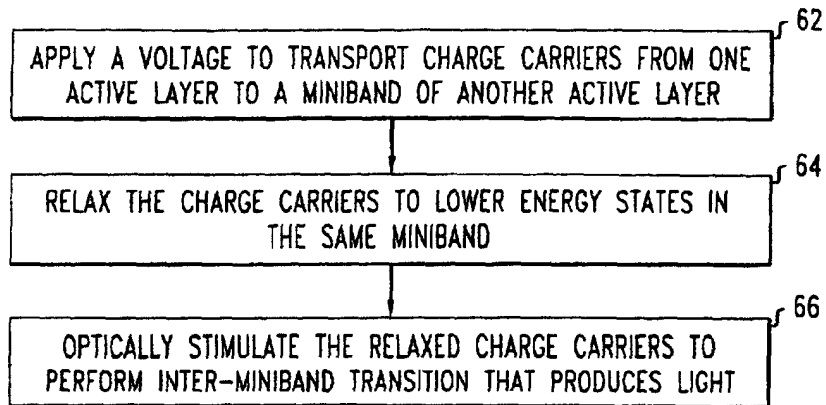 62
APPLY A VOLTAGE TO TRANSPORT CHARGE CARRIERS FROM ONE
ACTIVE LAYER TO A MINIBAND OF ANOTHER ACTIVE LAYER
64
RELAX THE CHARGE CARRIERS TO LOWER ENERGY STATES IN
THE SAME MINIBAND
66
OPTICALLY STIMULATE THE RELAXED CHARGE CARRIERS TO
PERFORM INTER-MINIBAND TRANSITION THAT PRODUCES LIGHT